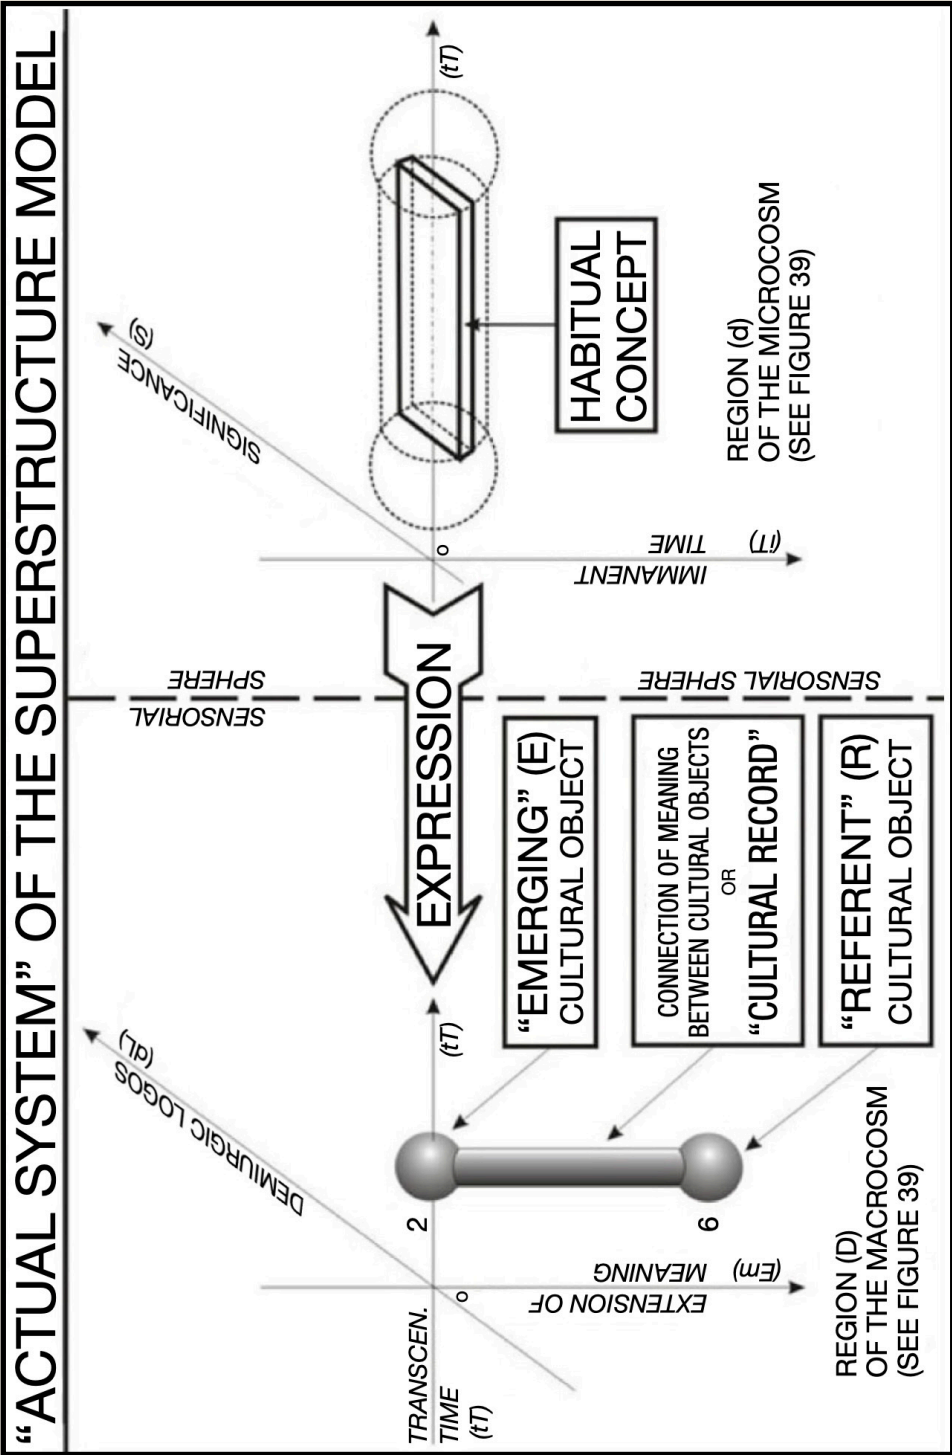 “ACTUAL SYSTEM” OF THE SUPERSTRUCTURE MODEL
DEMIURGIC LOGOS
(dL)
TRANSCEN.
TIME
(tT)
EXTENSION OF
MEANING
(Em)
o
2
6
(tT)
REGION (D)
OF THE MACROCOSM
(SEE FIGURE 39)
“EMERGING” (E)
CULTURAL OBJECT
CONNECTION OF MEANING
BETWEEN CULTURAL OBJECTS
OR
“CULTURAL RECORD”
“REFERENT” (R)
CULTURAL OBJECT
EXPRESSION
SENSORIAL
SPHERE
SENSORIAL SPHERE
SIGNIFICANCE
(S)
o
IMMANENT
TIME
(iT)
(tT)
HABITUAL
CONCEPT
REGION (d)
OF THE MICROCOSM
(SEE FIGURE 39)